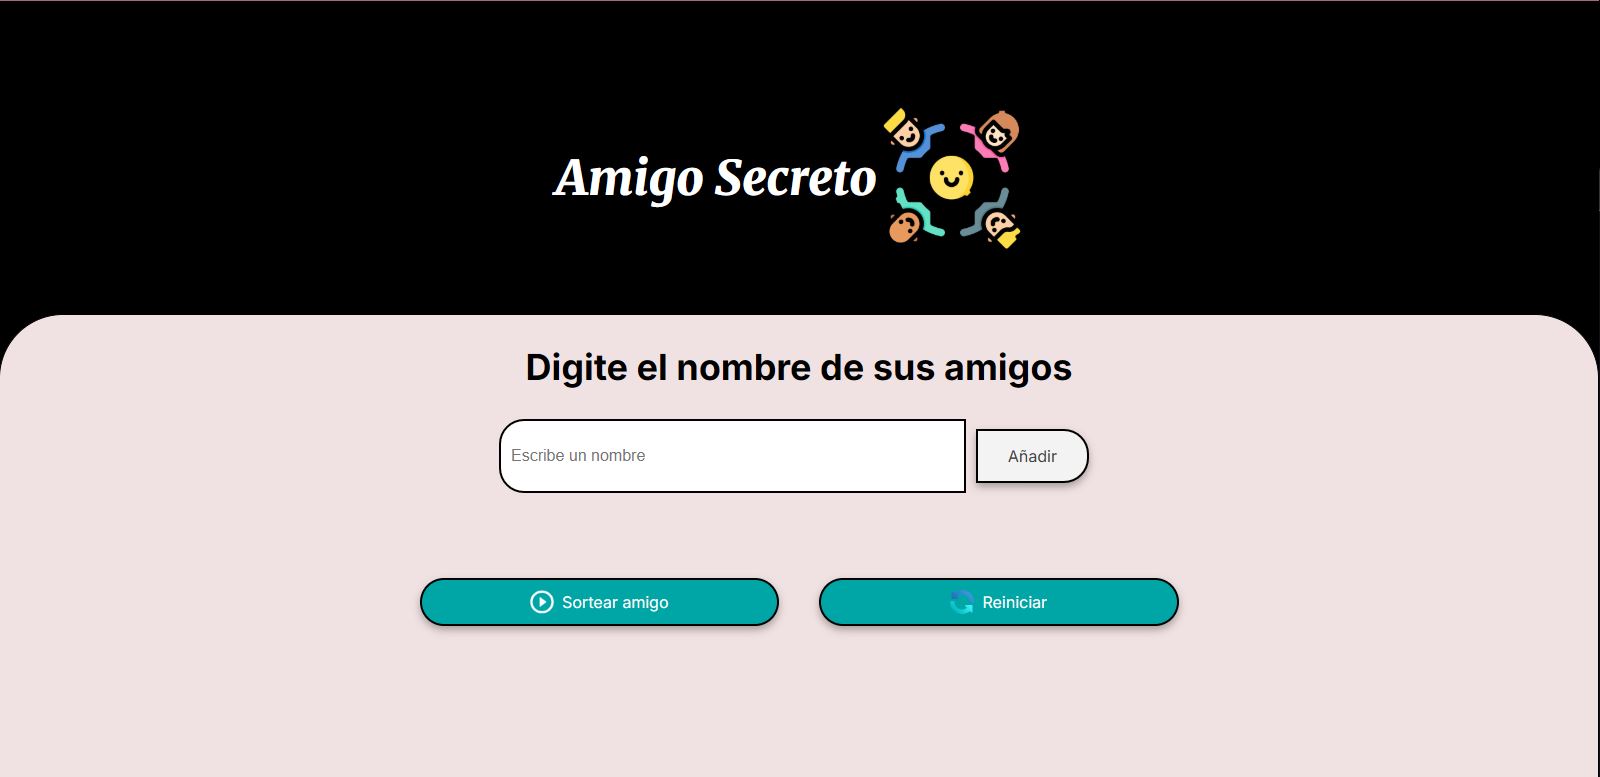 Amigo Secreto
Digite el nombre de sus amigos
Escribe un nombre
Añadir
Sortear amigo
Reiniciar